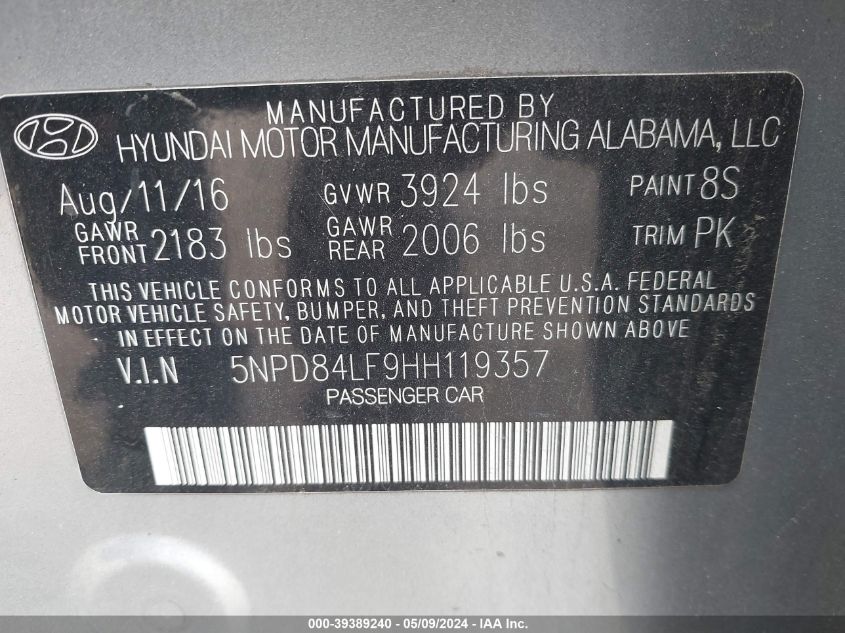 MANUFACTURED BY
HYUNDAI MOTOR MANUFACTURING ALABAMA, LLC
Aug/11/16 GVWR 3924 lbs PAINT 8S
GAWR FRONT 2183 lbs GAWR REAR 2006 lbs TRIM PK
THIS VEHICLE CONFORMS TO ALL APPLICABLE U.S.A. FEDERAL
MOTOR VEHICLE SAFETY, BUMPER, AND THEFT PREVENTION STANDARDS
IN EFFECT ON THE DATE OF MANUFACTURE SHOWN ABOVE
V.I.N 5NPD84LF9HH119357
PASSENGER CAR
000-39389240 - 05/09/2024 - IAA Inc.